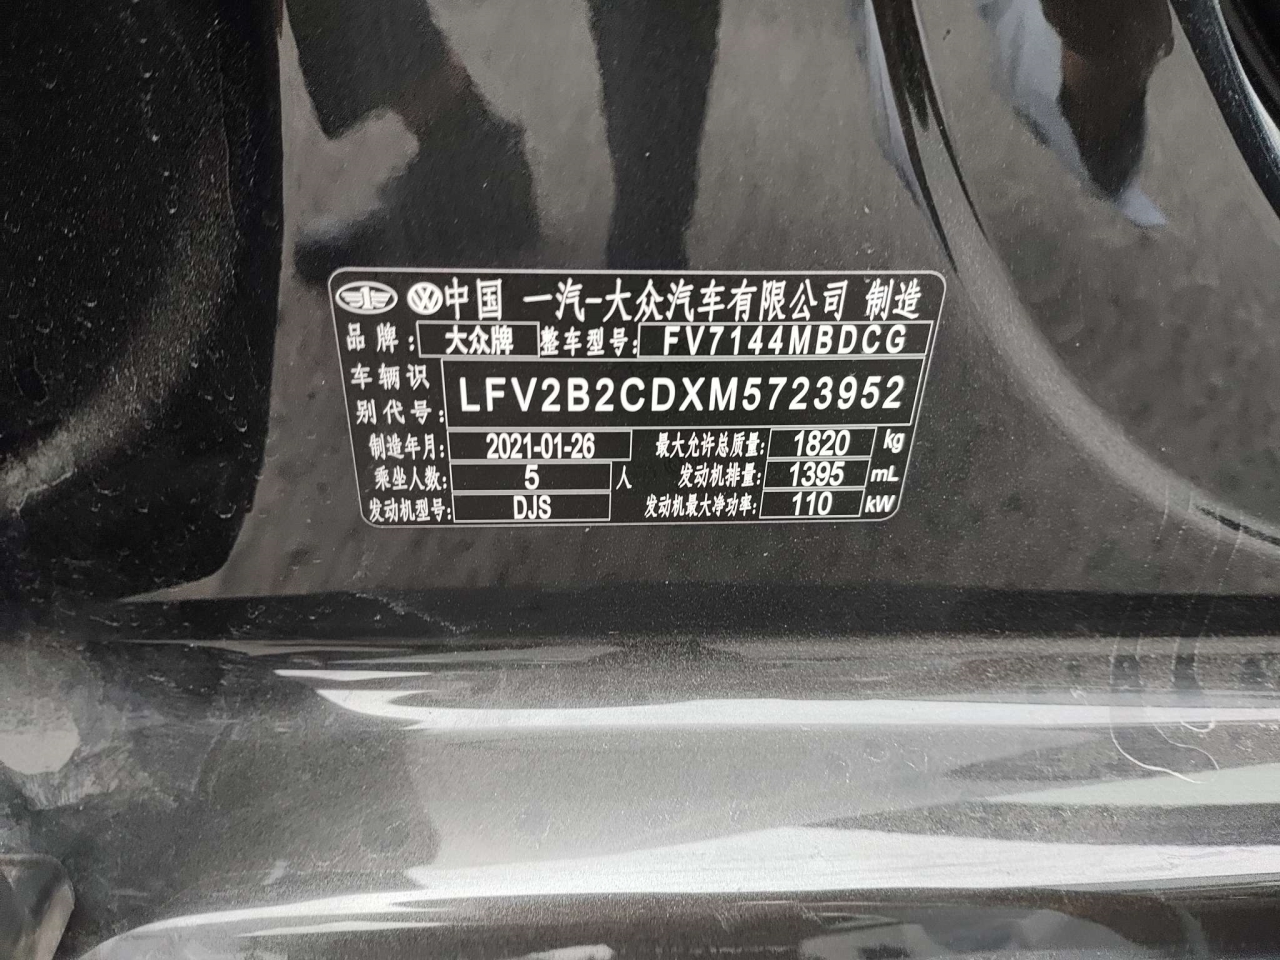 中国 一汽-大众汽车有限公司 制造
品牌: 大众牌 整车型号: FV7144MBDCG
车辆识别代号: LFV2B2CDXM5723952
制造年月: 2021-01-26 最大允许总质量: 1820 kg
乘坐人数: 5 人 发动机排量: 1395 mL
发动机型号: DJS 发动机最大净功率: 110 kW